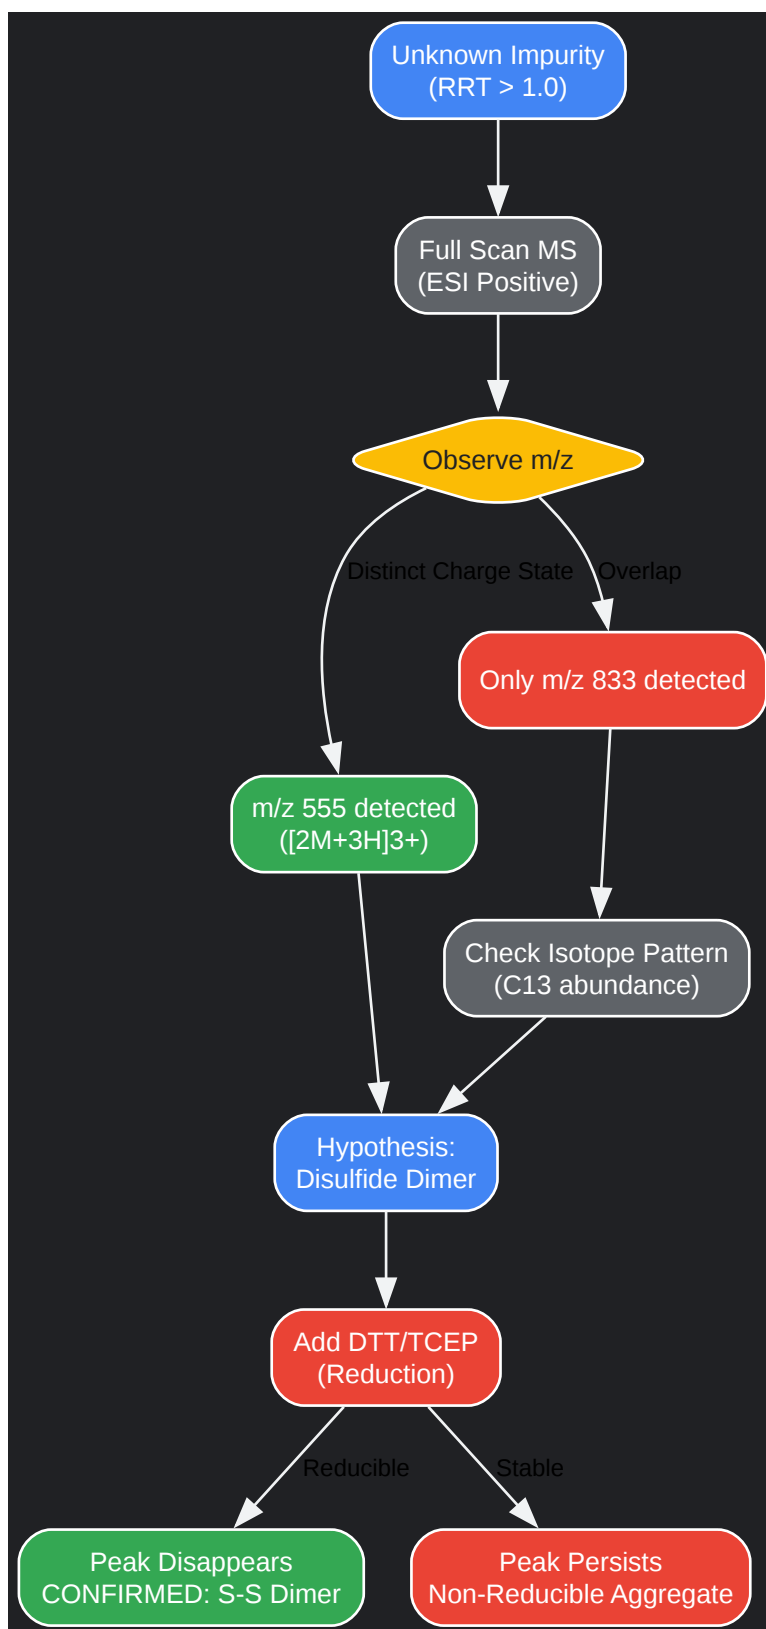 Unknown Impurity
(RRT > 1.0)
Full Scan MS
(ESI Positive)
Observe m/z
Distinct Charge State
Overlap
Only m/z 833 detected
m/z 555 detected
([2M+3H]3+)
Check Isotope Pattern
(C13 abundance)
Hypothesis:
Disulfide Dimer
Add DTT/TCEP
(Reduction)
Reducible
Stable
Peak Disappears
CONFIRMED: S-S Dimer
Peak Persists
Non-Reducible Aggregate